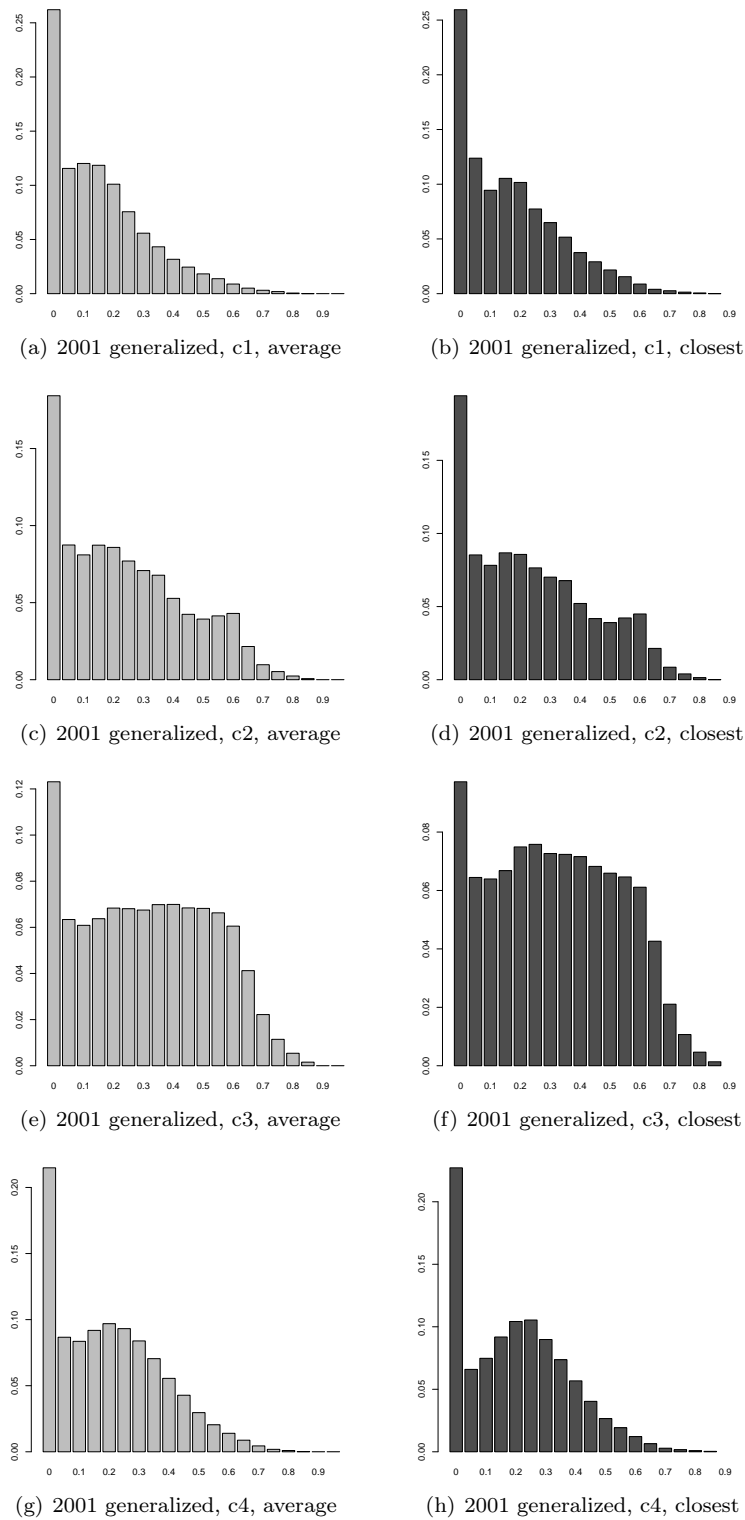 0.00 0.05 0.10 0.15 0.20 0.25
0 0.1 0.2 0.3 0.4 0.5 0.6 0.7 0.8 0.9
(a) 2001 generalized, c1, average
0.00 0.05 0.10 0.15 0.20 0.25
0 0.1 0.2 0.3 0.4 0.5 0.6 0.7 0.8 0.9
(b) 2001 generalized, c1, closest
0.00 0.05 0.10 0.15
0 0.1 0.2 0.3 0.4 0.5 0.6 0.7 0.8 0.9
(c) 2001 generalized, c2, average
0.00 0.05 0.10 0.15
0 0.1 0.2 0.3 0.4 0.5 0.6 0.7 0.8 0.9
(d) 2001 generalized, c2, closest
0.00 0.02 0.04 0.06 0.08 0.10 0.12
0 0.1 0.2 0.3 0.4 0.5 0.6 0.7 0.8 0.9
(e) 2001 generalized, c3, average
0.00 0.02 0.04 0.06 0.08
0 0.1 0.2 0.3 0.4 0.5 0.6 0.7 0.8
(f) 2001 generalized, c3, closest
0.00 0.05 0.10 0.15 0.20
0 0.1 0.2 0.3 0.4 0.5 0.6 0.7 0.8 0.9
(g) 2001 generalized, c4, average
0.00 0.05 0.10 0.15 0.20
0 0.1 0.2 0.3 0.4 0.5 0.6 0.7 0.8 0.9
(h) 2001 generalized, c4, closest